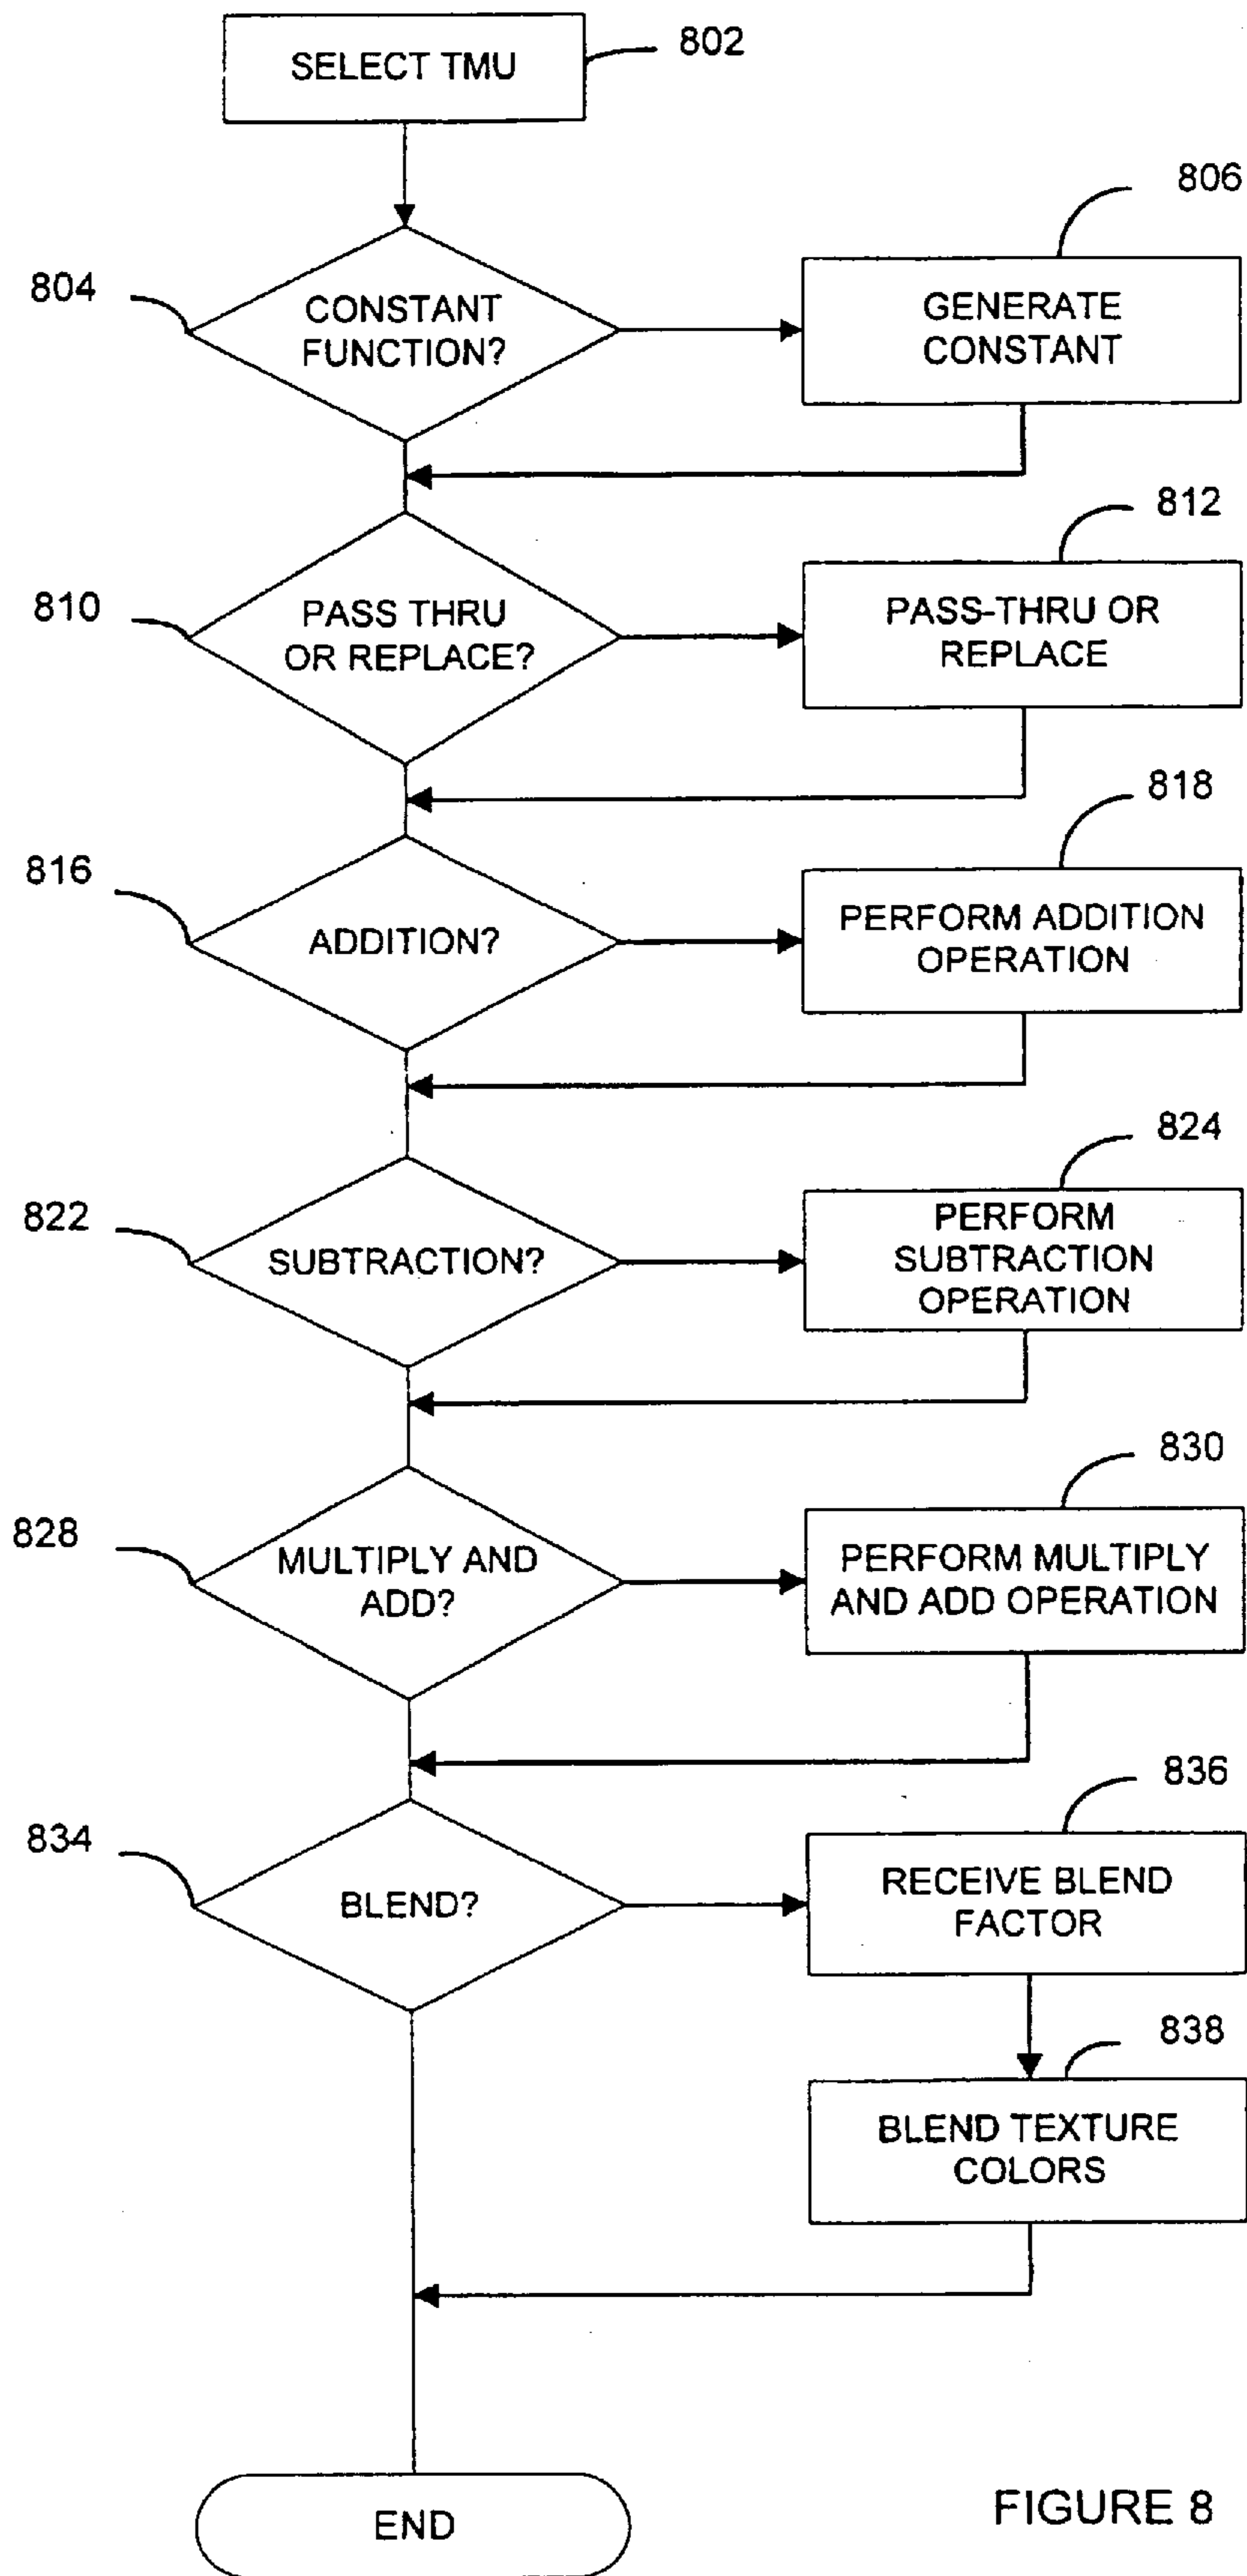 SELECT TMU
802
804
CONSTANT
FUNCTION?
806
GENERATE
CONSTANT
810
PASS THRU
OR REPLACE?
812
PASS-THRU OR
REPLACE
816
ADDITION?
818
PERFORM ADDITION
OPERATION
822
SUBTRACTION?
824
PERFORM
SUBTRACTION
OPERATION
828
MULTIPLY AND
ADD?
830
PERFORM MULTIPLY
AND ADD OPERATION
834
BLEND?
836
RECEIVE BLEND
FACTOR
838
BLEND TEXTURE
COLORS
END
FIGURE 8